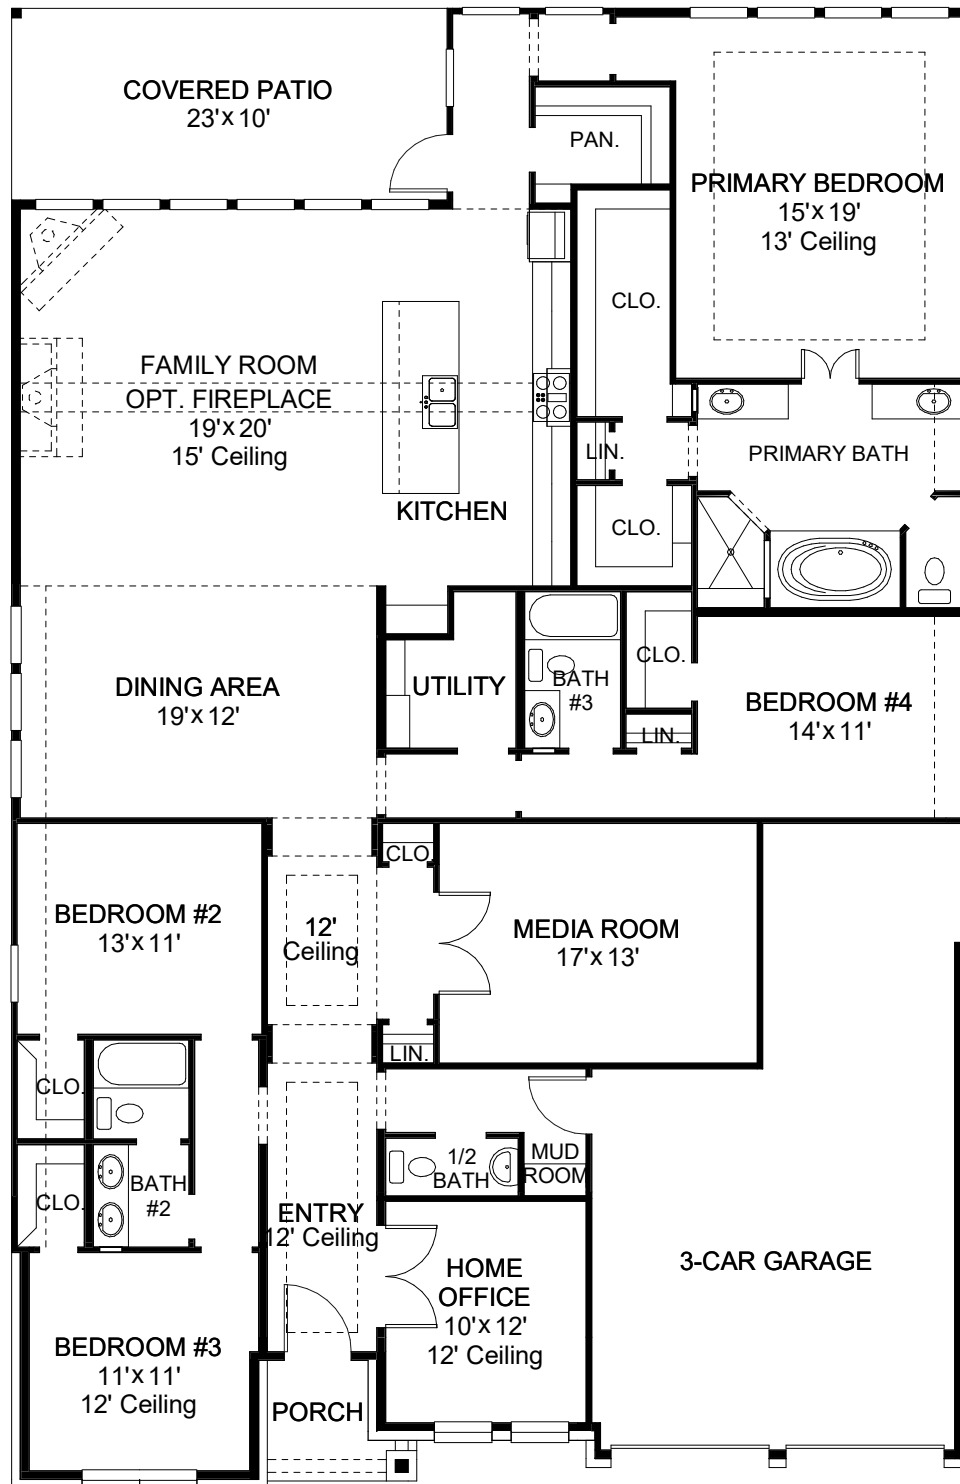 COVERED PATIO
23'x 10'
PAN.
PRIMARY BEDROOM
15'x 19'
13' Ceiling
CLO.
FAMILY ROOM
OPT. FIREPLACE
19'x 20'
15' Ceiling
KITCHEN
LIN.
PRIMARY BATH
CLO.
DINING AREA
19'x 12'
UTILITY
BATH
#3
CLO.
LIN.
BEDROOM #4
14'x 11'
BEDROOM #2
13'x 11'
12'
Ceiling
CLO.
MEDIA ROOM
17'x 13'
LIN.
CLO.
CLO.
BATH
#2
1/2
BATH
MUD
ROOM
ENTRY
12' Ceiling
HOME
OFFICE
10'x 12'
12' Ceiling
3-CAR GARAGE
BEDROOM #3
11'x 11'
12' Ceiling
PORCH